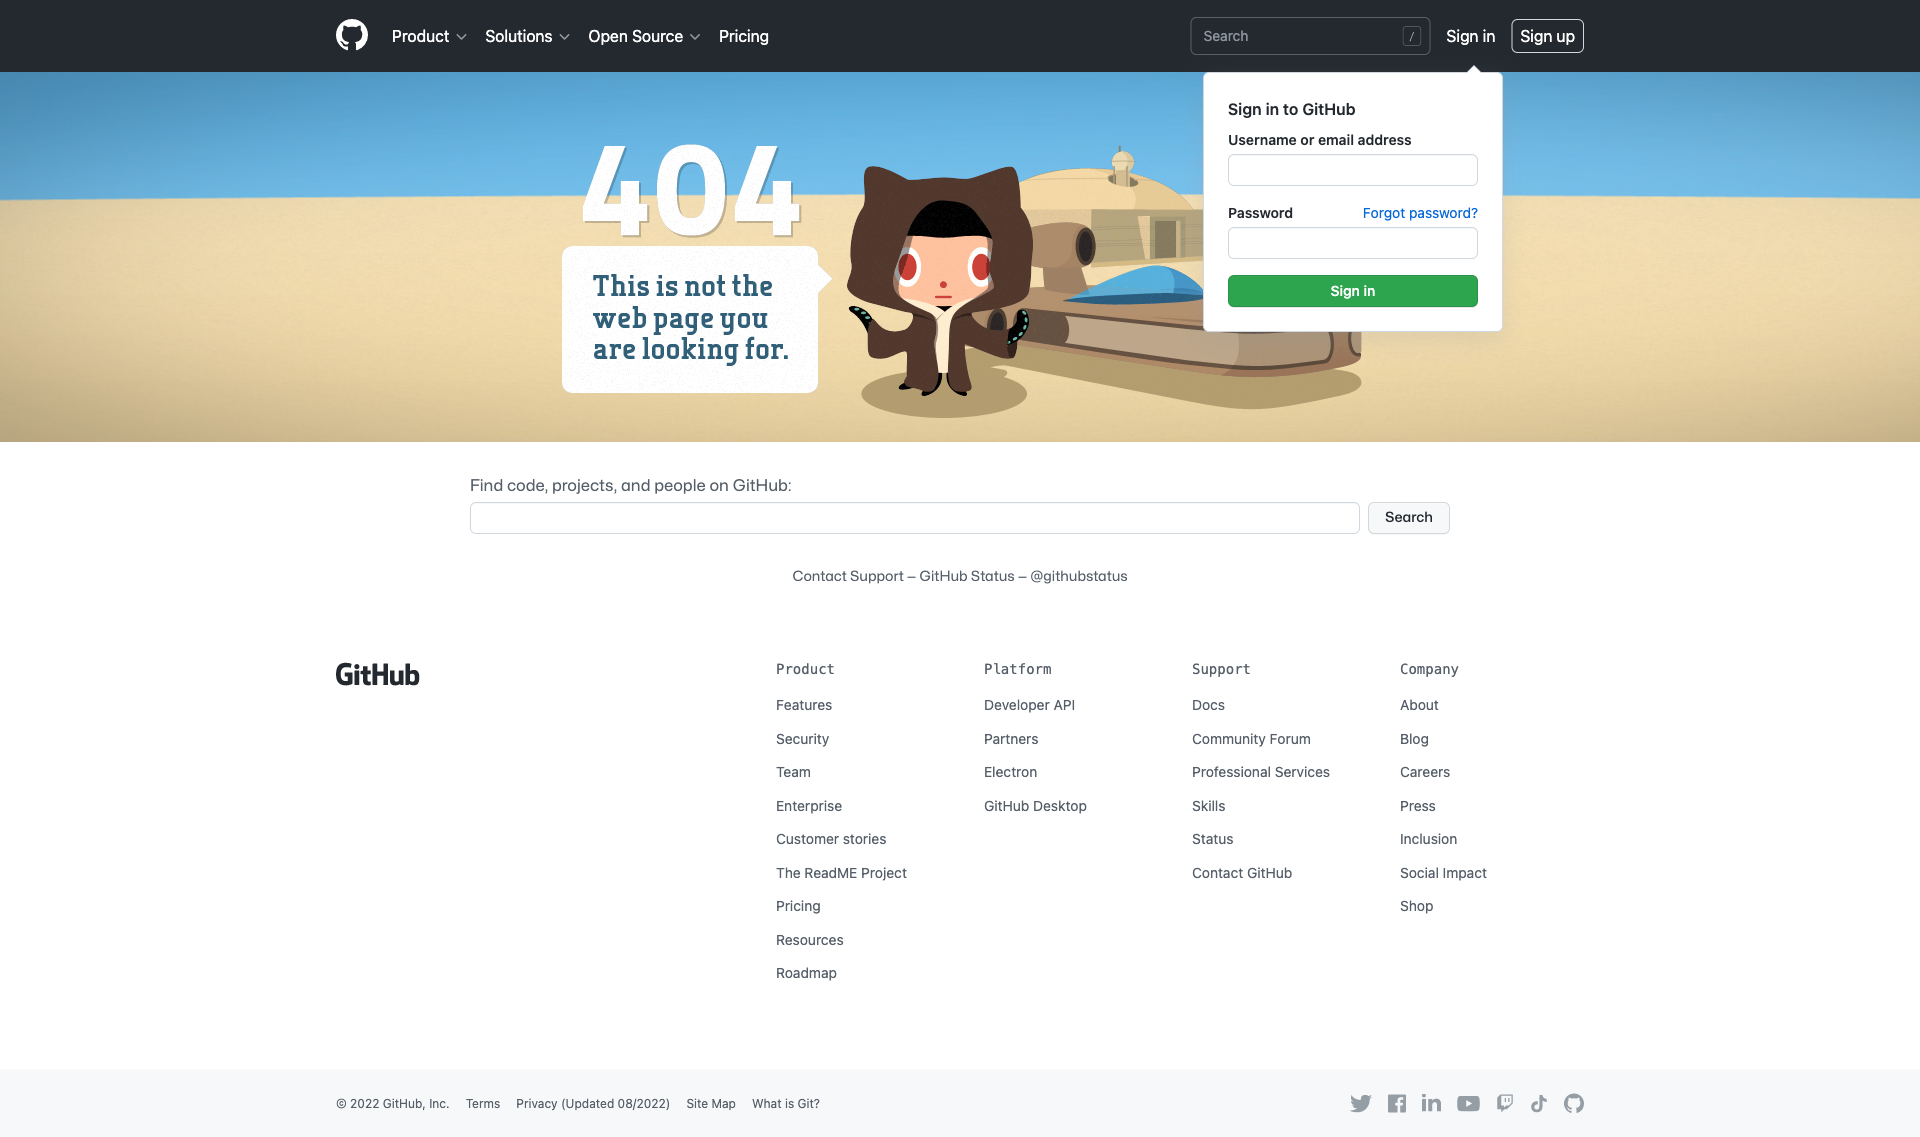 Product
Solutions
Open Source
Pricing
Search
/
Sign in
Sign up
Sign in to GitHub
Username or email address
Password
Forgot password?
Sign in
404
This is not the
web page you
are looking for.
Find code, projects, and people on GitHub:
Search
Contact Support — GitHub Status — @githubstatus
GitHub
Product
Features
Security
Team
Enterprise
Customer stories
The ReadME Project
Pricing
Resources
Roadmap
Platform
Developer API
Partners
Electron
GitHub Desktop
Support
Docs
Community Forum
Professional Services
Skills
Status
Contact GitHub
Company
About
Blog
Careers
Press
Inclusion
Social Impact
Shop
© 2022 GitHub, Inc.
Terms
Privacy (Updated 08/2022)
Site Map
What is Git?